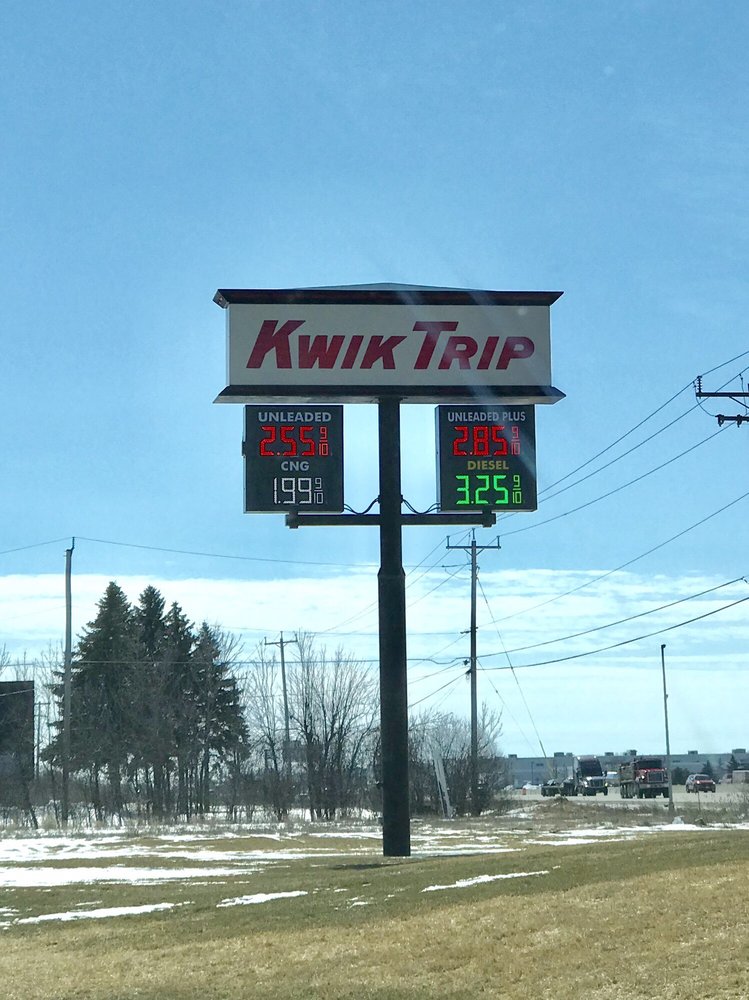 KWIK TRIP
UNLEADED
2.55 9/10
CNG
1.99 9/10
UNLEADED PLUS
2.85 9/10
DIESEL
3.25 9/10